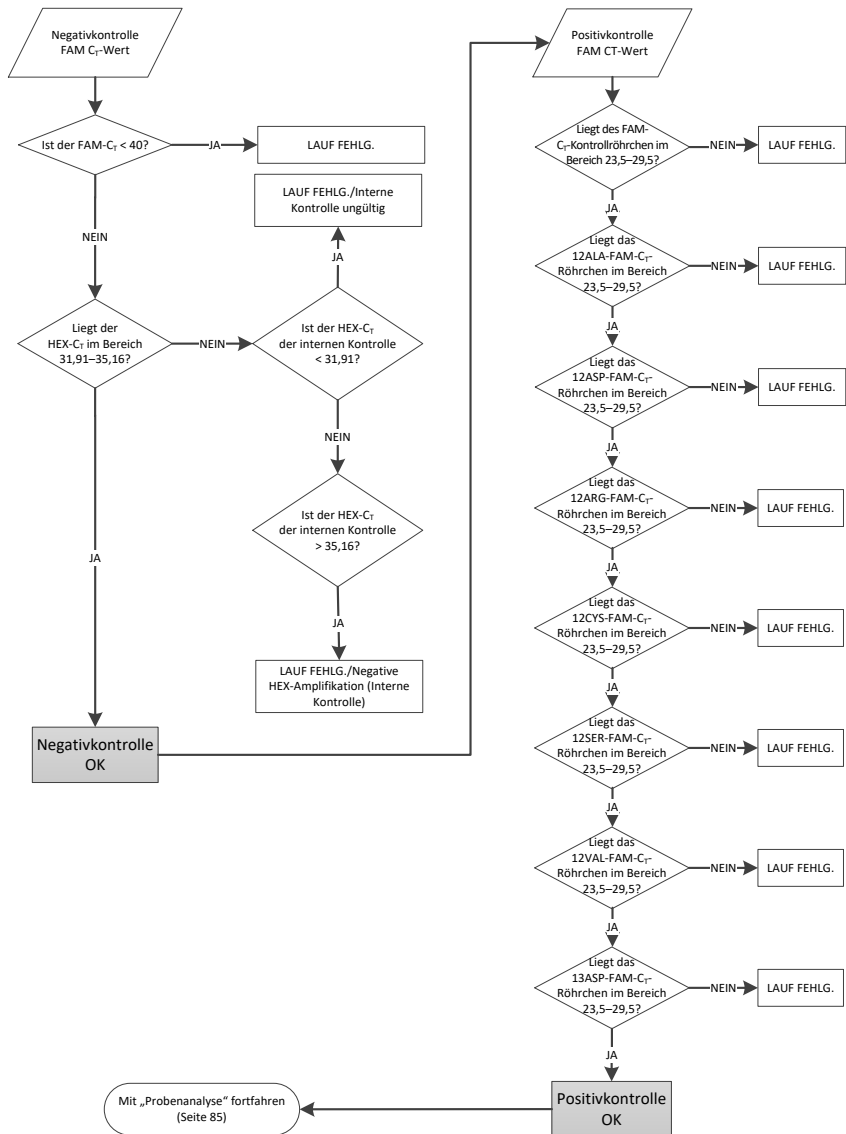 Negativkontrolle
FAM CT-Wert
Ist der FAM-CT < 40?
JA
LAUF FEHLG.
NEIN
LAUF FEHLG./Interne
Kontrolle ungültig
JA
Liegt der
HEX-CT im Bereich
31,91–35,16?
NEIN
Ist der HEX-CT
der internen Kontrolle
< 31,91?
NEIN
Ist der HEX-CT
der internen Kontrolle
> 35,16?
JA
JA
LAUF FEHLG./Negative
HEX-Amplifikation (Interne
Kontrolle)
Negativkontrolle
OK
Positivkontrolle
FAM CT-Wert
Liegt des FAM-
CT-Kontrollröhrchen im
Bereich 23,5–29,5?
NEIN
LAUF FEHLG.
JA
Liegt das
12ALA-FAM-CT-
Röhrchen im Bereich
23,5–29,5?
NEIN
LAUF FEHLG.
JA
Liegt das
12ASP-FAM-CT-
Röhrchen im Bereich
23,5–29,5?
NEIN
LAUF FEHLG.
JA
Liegt das
12ARG-FAM-CT-
Röhrchen im Bereich
23,5–29,5?
NEIN
LAUF FEHLG.
JA
Liegt das
12CYS-FAM-CT-
Röhrchen im Bereich
23,5–29,5?
NEIN
LAUF FEHLG.
JA
Liegt das
12SER-FAM-CT-
Röhrchen im Bereich
23,5–29,5?
NEIN
LAUF FEHLG.
JA
Liegt das
12VAL-FAM-CT-
Röhrchen im Bereich
23,5–29,5?
NEIN
LAUF FEHLG.
JA
Liegt das
13ASP-FAM-CT-
Röhrchen im Bereich
23,5–29,5?
NEIN
LAUF FEHLG.
JA
Positivkontrolle
OK
Mit „Probenanalyse“ fortfahren
(Seite 85)